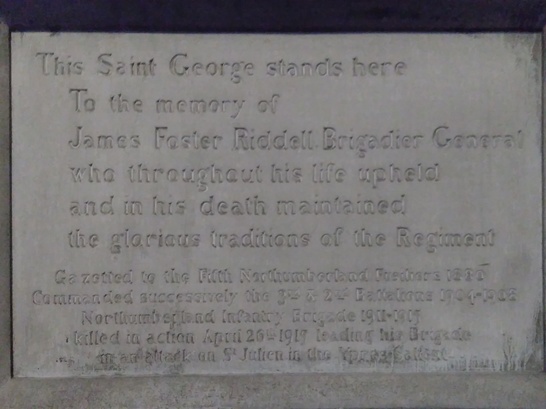 This Saint George stands here
To the memory of
James Foster Riddell Brigadier General
who throughout his life upheld
and in his death maintained
the glorious traditions of the Regiment
Gazetted to the Fifth Northumberland Fusiliers
Commanded successively the 3rd & 2nd Battalions
Northumberland Infantry Brigade
killed in action April 26th leading his Brigade
in an attack on St Julien in the Ypres Salient